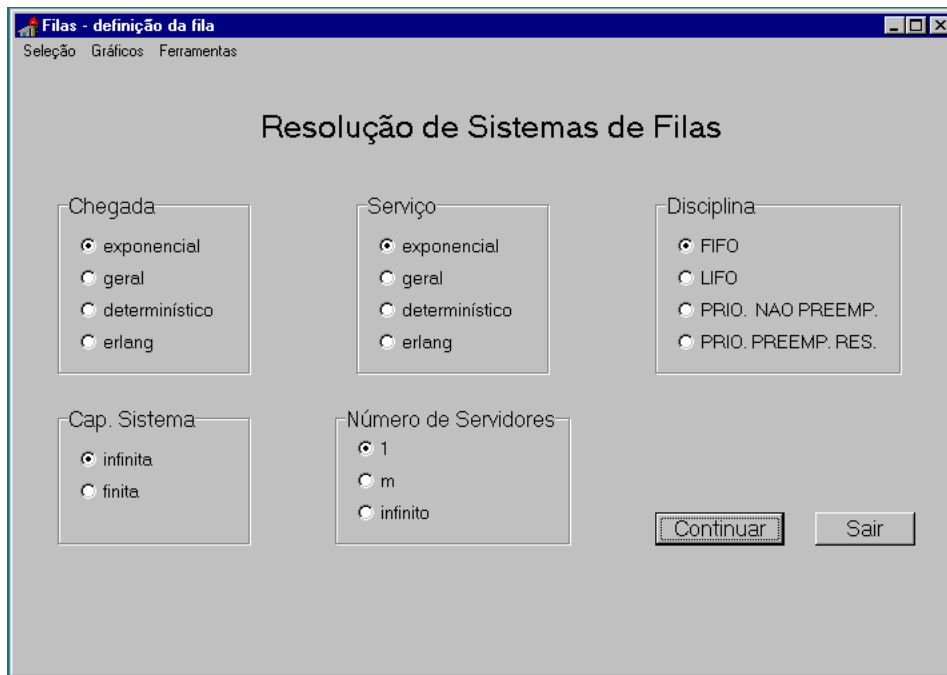 Filas - definição da fila
Seleção Gráficos Ferramentas
Resolução de Sistemas de Filas
Chegada
exponencial
geral
determinístico
erlang
Serviço
exponencial
geral
determinístico
erlang
Disciplina
FIFO
LIFO
PRIO. NAO PREEMP.
PRIO. PREEMP. RES.
Cap. Sistema
infinita
finita
Número de Servidores
1
m
infinito
Continuar
Sair